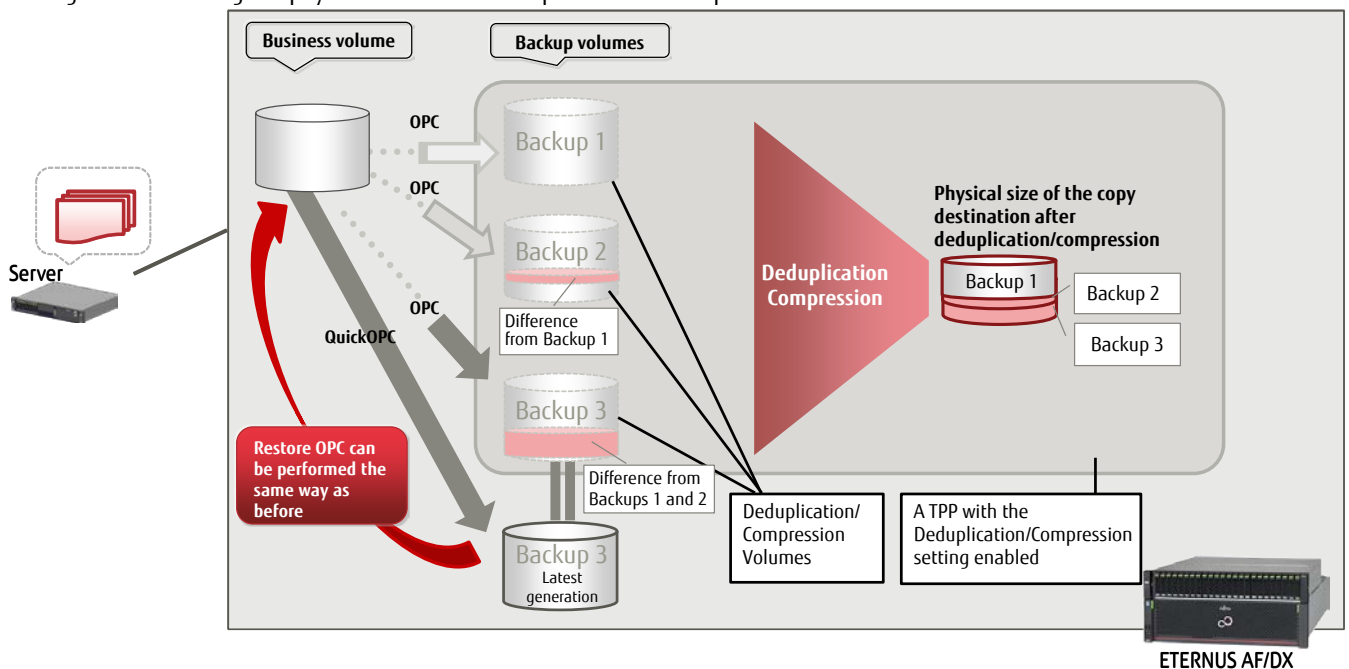 Business volume
Backup volumes
OPC
Backup 1
OPC
Backup 2
Physical size of the copy
destination after
deduplication/compression
Deduplication
Compression
Backup 1
Backup 2
Backup 3
Server
OPC
Difference
from Backup 1
QuickOPC
Backup 3
Restore OPC can
be performed the
same way as
before
Difference from
Backups 1 and 2
Deduplication/
Compression
Volumes
A TPP with the
Deduplication/Compression
setting enabled
Backup 3
Latest
generation
ETERNUS AF/DX